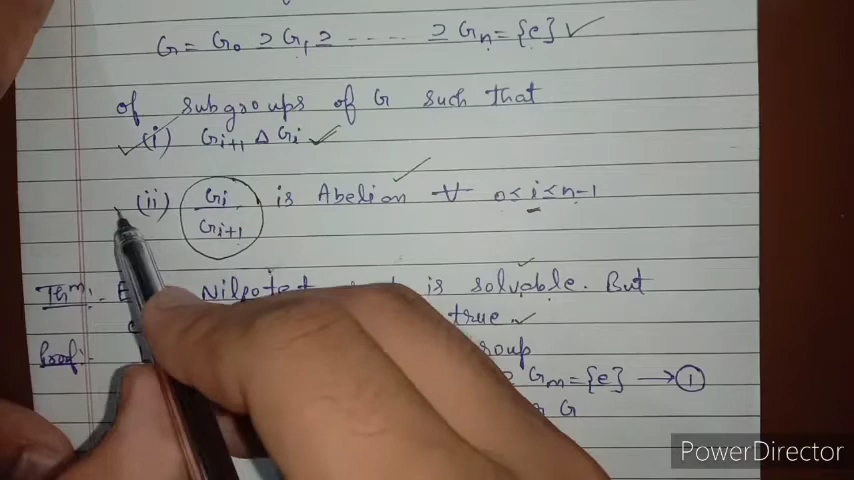 G = G₀ ⊇ G₁ ⊇ ---- ⊇ Gₙ = {e} ✓
of subgroups of G such that
(i) Gᵢ₊₁ Δ Gᵢ ✓
(ii) Gᵢ / Gᵢ₊₁ is Abelian ∀ 0 ≤ i ≤ n-1
Thᵐ:- Nilpotent is solvable. But
true ✓
Proof:-
⊇ Gₘ = {e} → ①
G
PowerDirector